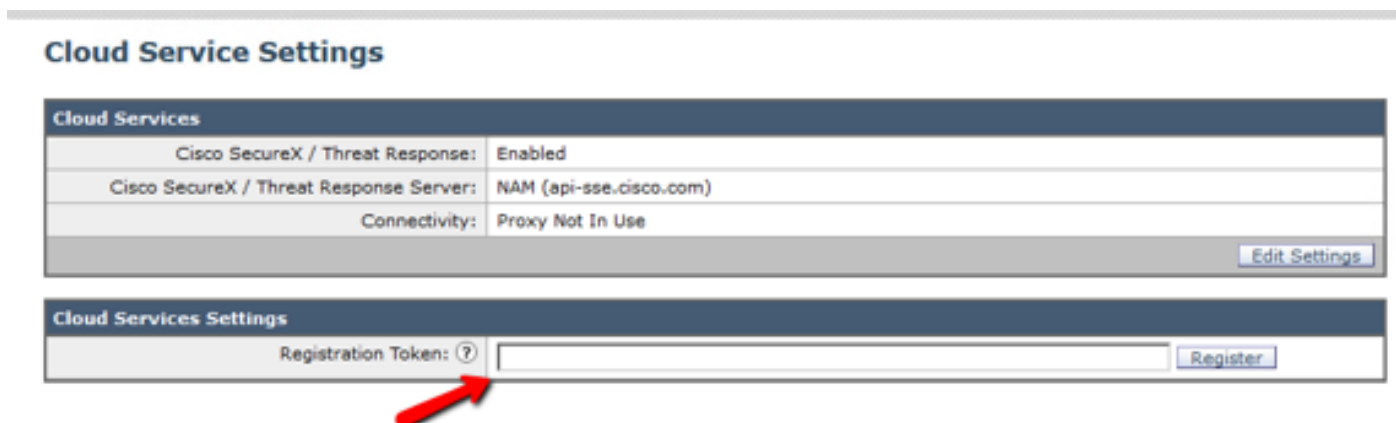 Cloud Service Settings
Cloud Services
Cisco SecureX / Threat Response: Enabled
Cisco SecureX / Threat Response Server: NAM (api-sse.cisco.com)
Connectivity: Proxy Not In Use
Edit Settings
Cloud Services Settings
Registration Token: ? Register